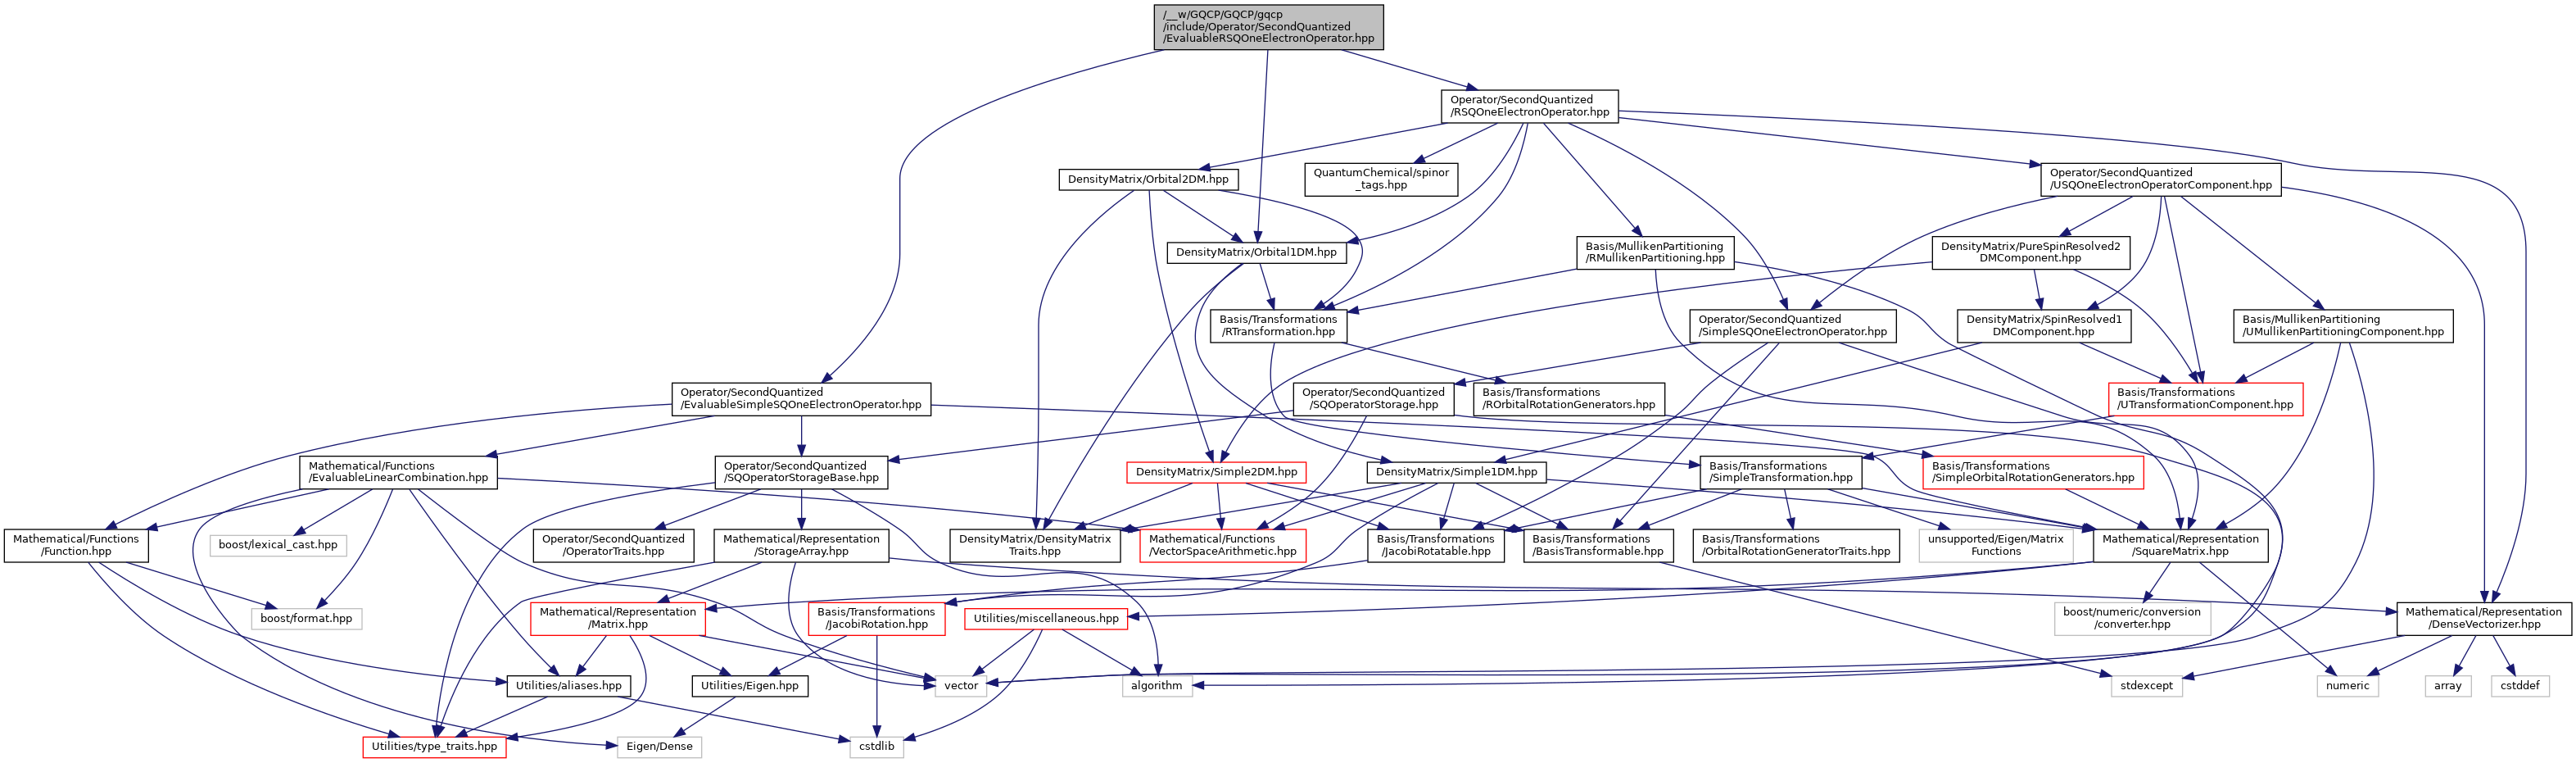 /__w/GQCP/GQCP/gqcp
/include/Operator/SecondQuantized
/EvaluableRSQOneElectronOperator.hpp
Operator/SecondQuantized
/RSQOneElectronOperator.hpp
DensityMatrix/Orbital2DM.hpp
QuantumChemical/spinor
_tags.hpp
Operator/SecondQuantized
/USQOneElectronOperatorComponent.hpp
DensityMatrix/Orbital1DM.hpp
Basis/MullikenPartitioning
/RMullikenPartitioning.hpp
DensityMatrix/PureSpinResolved2
DMComponent.hpp
Basis/Transformations
/RTransformation.hpp
Operator/SecondQuantized
/SimpleSQOneElectronOperator.hpp
DensityMatrix/SpinResolved1
DMComponent.hpp
Basis/MullikenPartitioning
/UMullikenPartitioningComponent.hpp
Operator/SecondQuantized
/EvaluableSimpleSQOneElectronOperator.hpp
Operator/SecondQuantized
/SQOperatorStorage.hpp
Basis/Transformations
/ROrbitalRotationGenerators.hpp
Basis/Transformations
/UTransformationComponent.hpp
Mathematical/Functions
/EvaluableLinearCombination.hpp
Operator/SecondQuantized
/SQOperatorStorageBase.hpp
DensityMatrix/Simple2DM.hpp
DensityMatrix/Simple1DM.hpp
Basis/Transformations
/SimpleTransformation.hpp
Basis/Transformations
/SimpleOrbitalRotationGenerators.hpp
Mathematical/Functions
/Function.hpp
boost/lexical_cast.hpp
Operator/SecondQuantized
/OperatorTraits.hpp
Mathematical/Representation
/StorageArray.hpp
DensityMatrix/DensityMatrix
Traits.hpp
Mathematical/Functions
/VectorSpaceArithmetic.hpp
Basis/Transformations
/JacobiRotatable.hpp
Basis/Transformations
/BasisTransformable.hpp
Basis/Transformations
/OrbitalRotationGeneratorTraits.hpp
unsupported/Eigen/Matrix
Functions
Mathematical/Representation
/SquareMatrix.hpp
boost/format.hpp
Mathematical/Representation
/Matrix.hpp
Basis/Transformations
/JacobiRotation.hpp
Utilities/miscellaneous.hpp
boost/numeric/conversion
/converter.hpp
Mathematical/Representation
/DenseVectorizer.hpp
Utilities/aliases.hpp
Utilities/Eigen.hpp
vector
algorithm
stdexcept
numeric
array
cstddef
Utilities/type_traits.hpp
Eigen/Dense
cstdlib